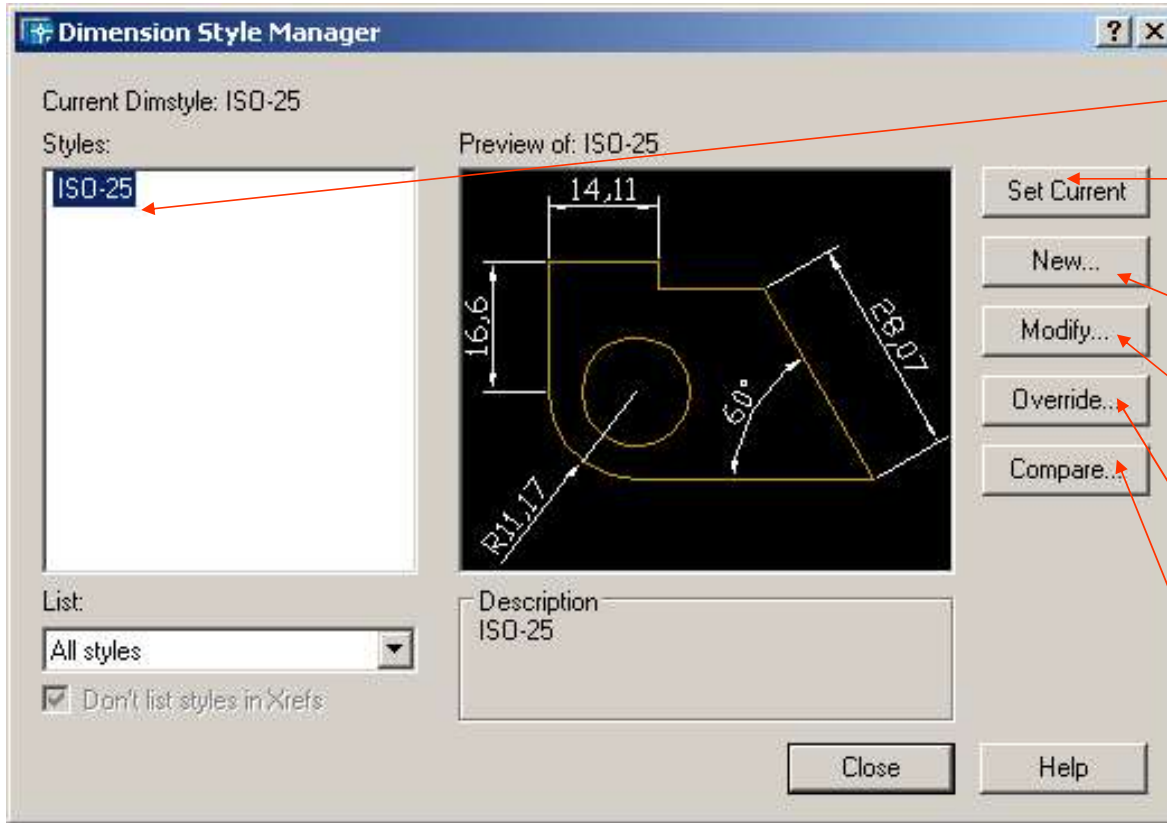 Dimension Style Manager
Current Dimstyle: ISO-25
Styles:
ISO-25
Preview of: ISO-25
14,11
16,6
28,07
60°
R11,17
Set Current
New...
Modify...
Override...
Compare...
List:
All styles
Don't list styles in Xrefs
Description
ISO-25
Close
Help